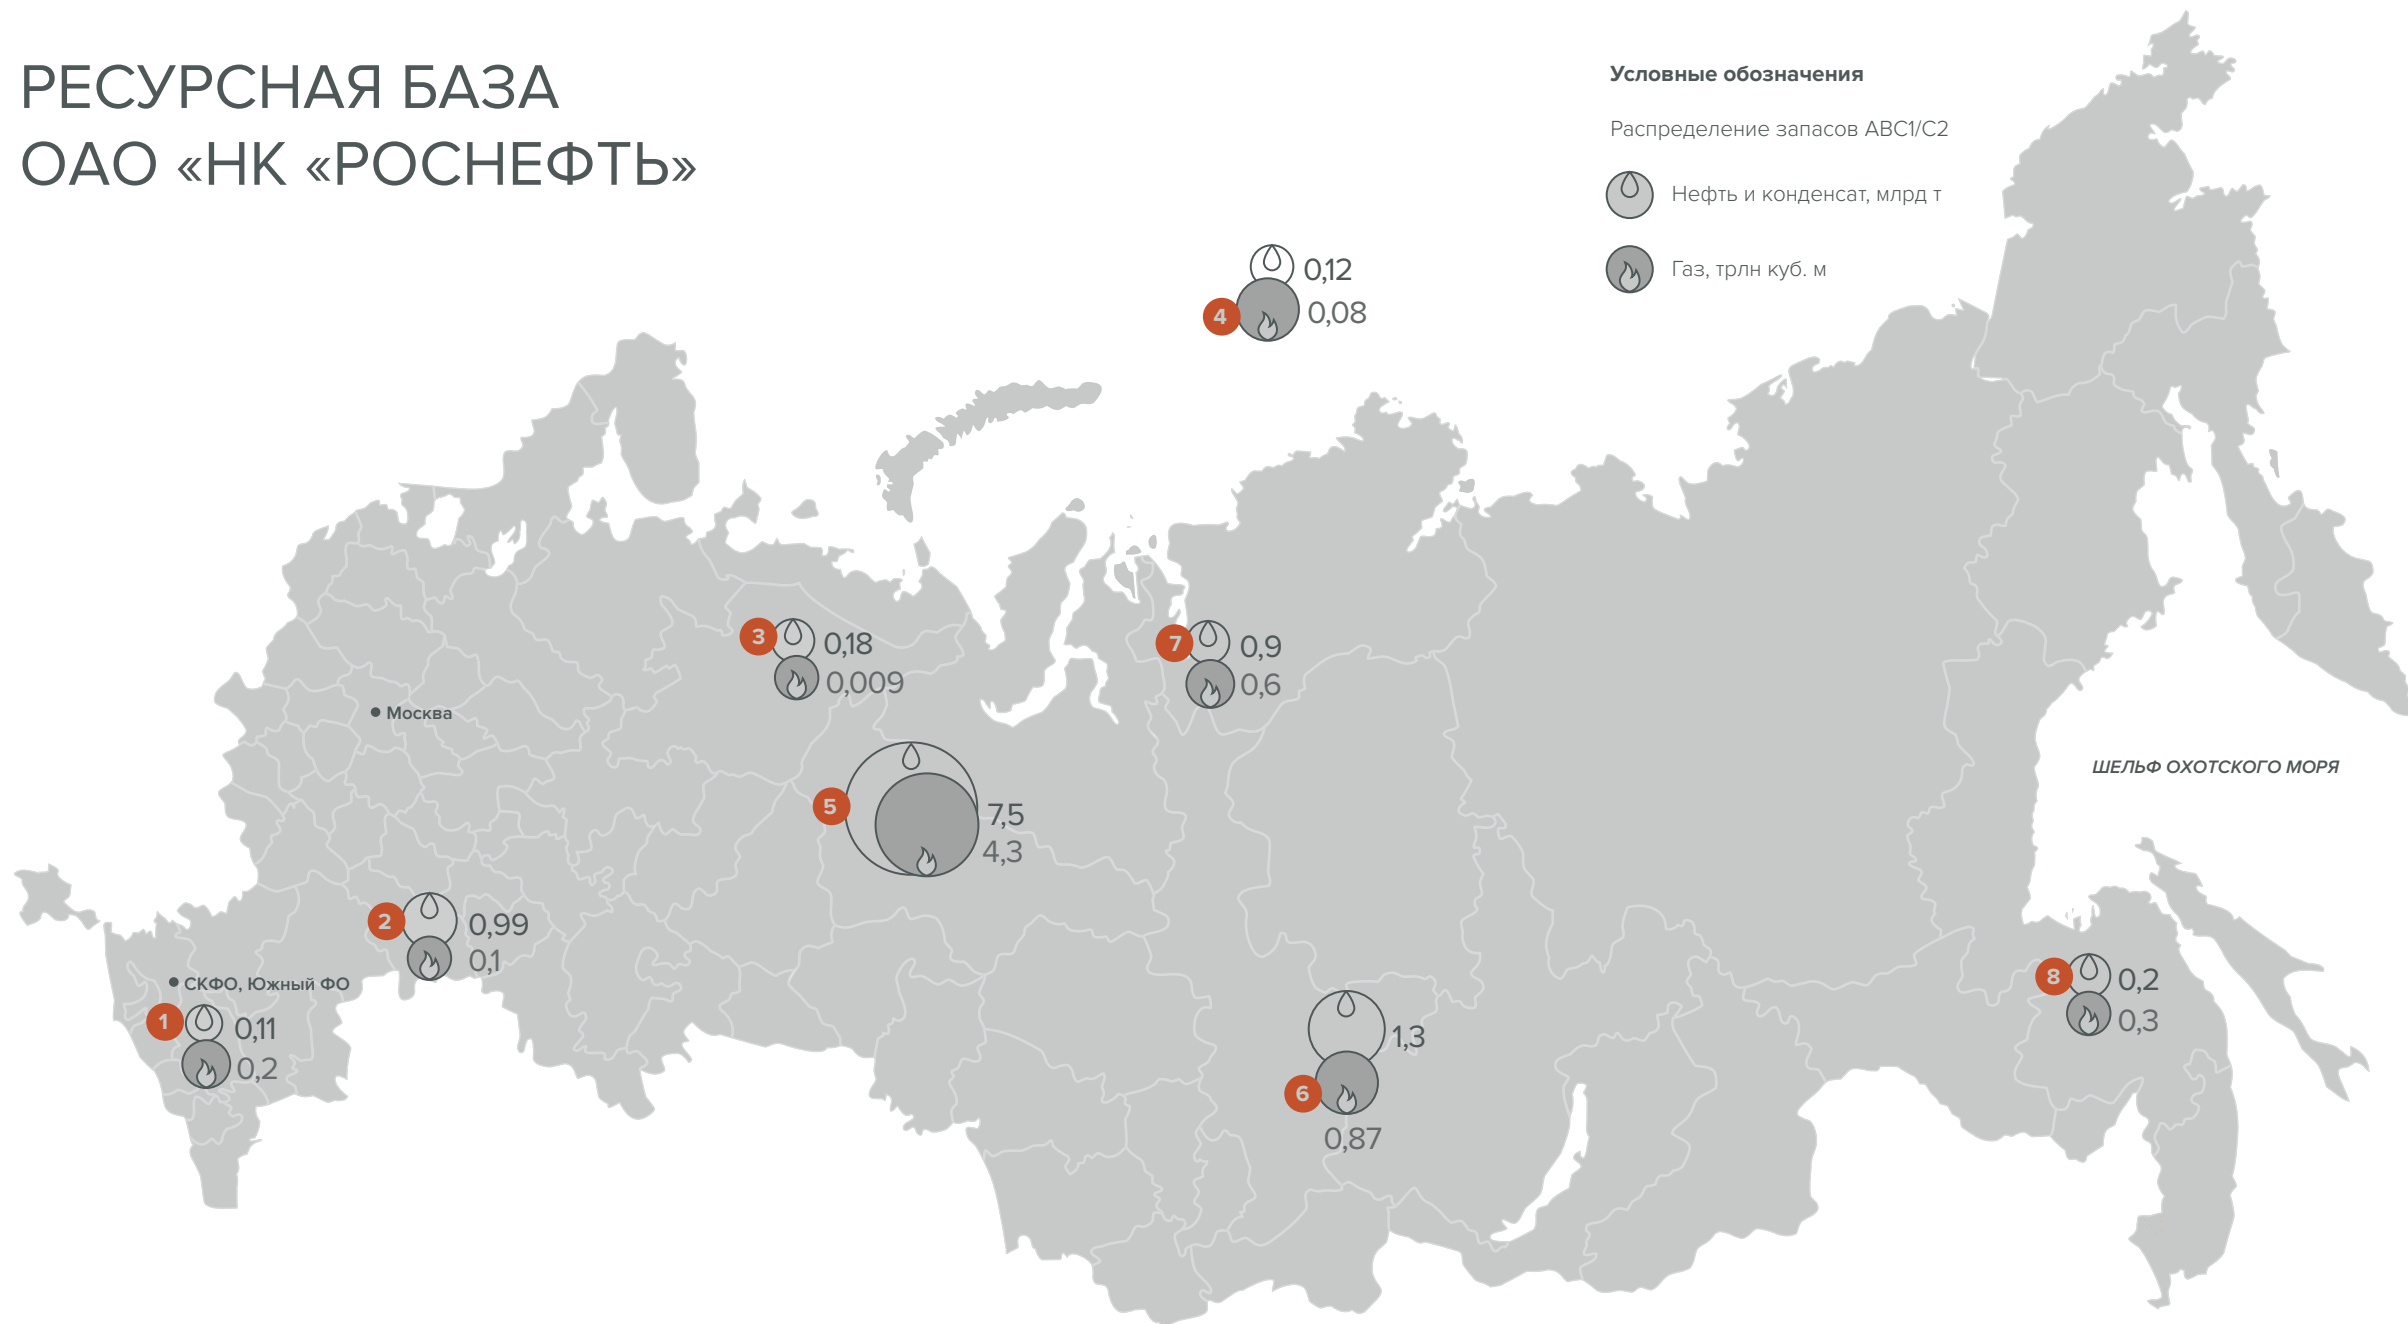 РЕСУРСНАЯ БАЗА
ОАО «НК «РОСНЕФТЬ»
Условные обозначения
Распределение запасов АВС1/С2
Нефть и конденсат, млрд т
Газ, трлн куб. м
0,12
4
0,08
3
0,18
0,009
7
0,9
0,6
Москва
ШЕЛЬФ ОХОТСКОГО МОРЯ
5
7,5
4,3
2
0,99
0,1
СКФО, Южный ФО
1
0,11
0,2
1,3
6
0,87
8
0,2
0,3